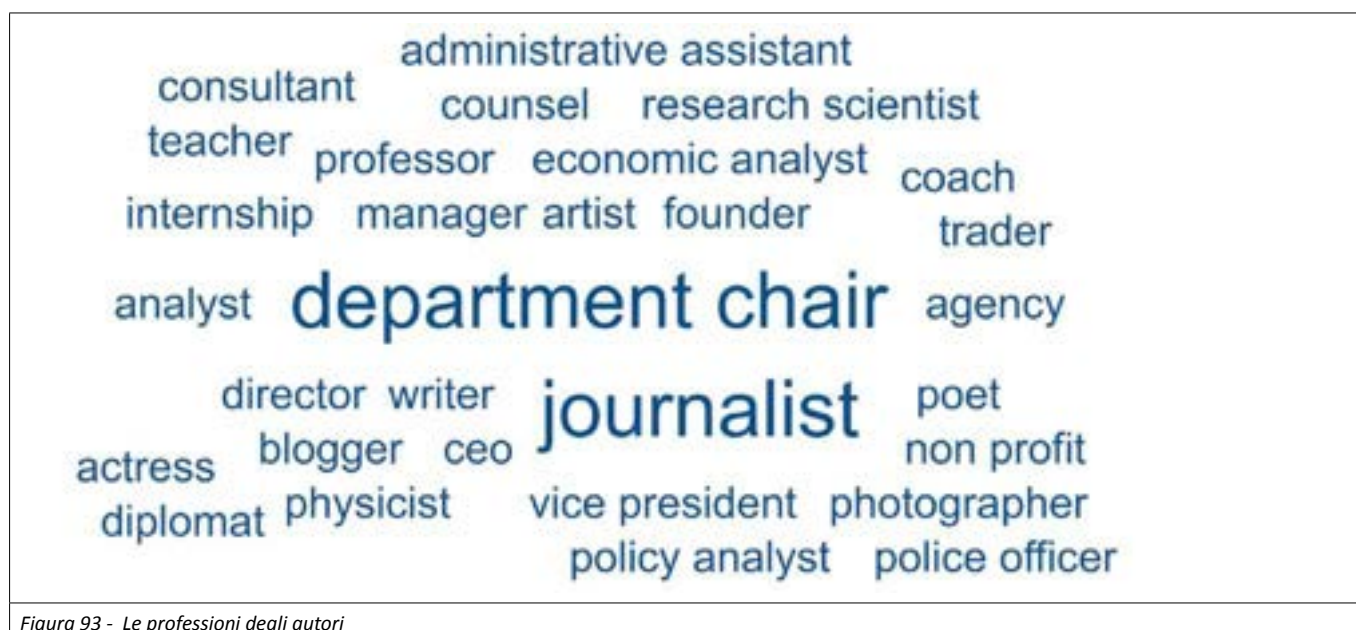 administrative assistant
consultant
counsel research scientist
teacher
professor economic analyst
coach
internship manager artist founder
trader
analyst department chair agency
director writer journalist poet
blogger ceo non profit
actress
diplomat physicist vice president photographer
policy analyst police officer
Figura 93 - Le professioni degli autori